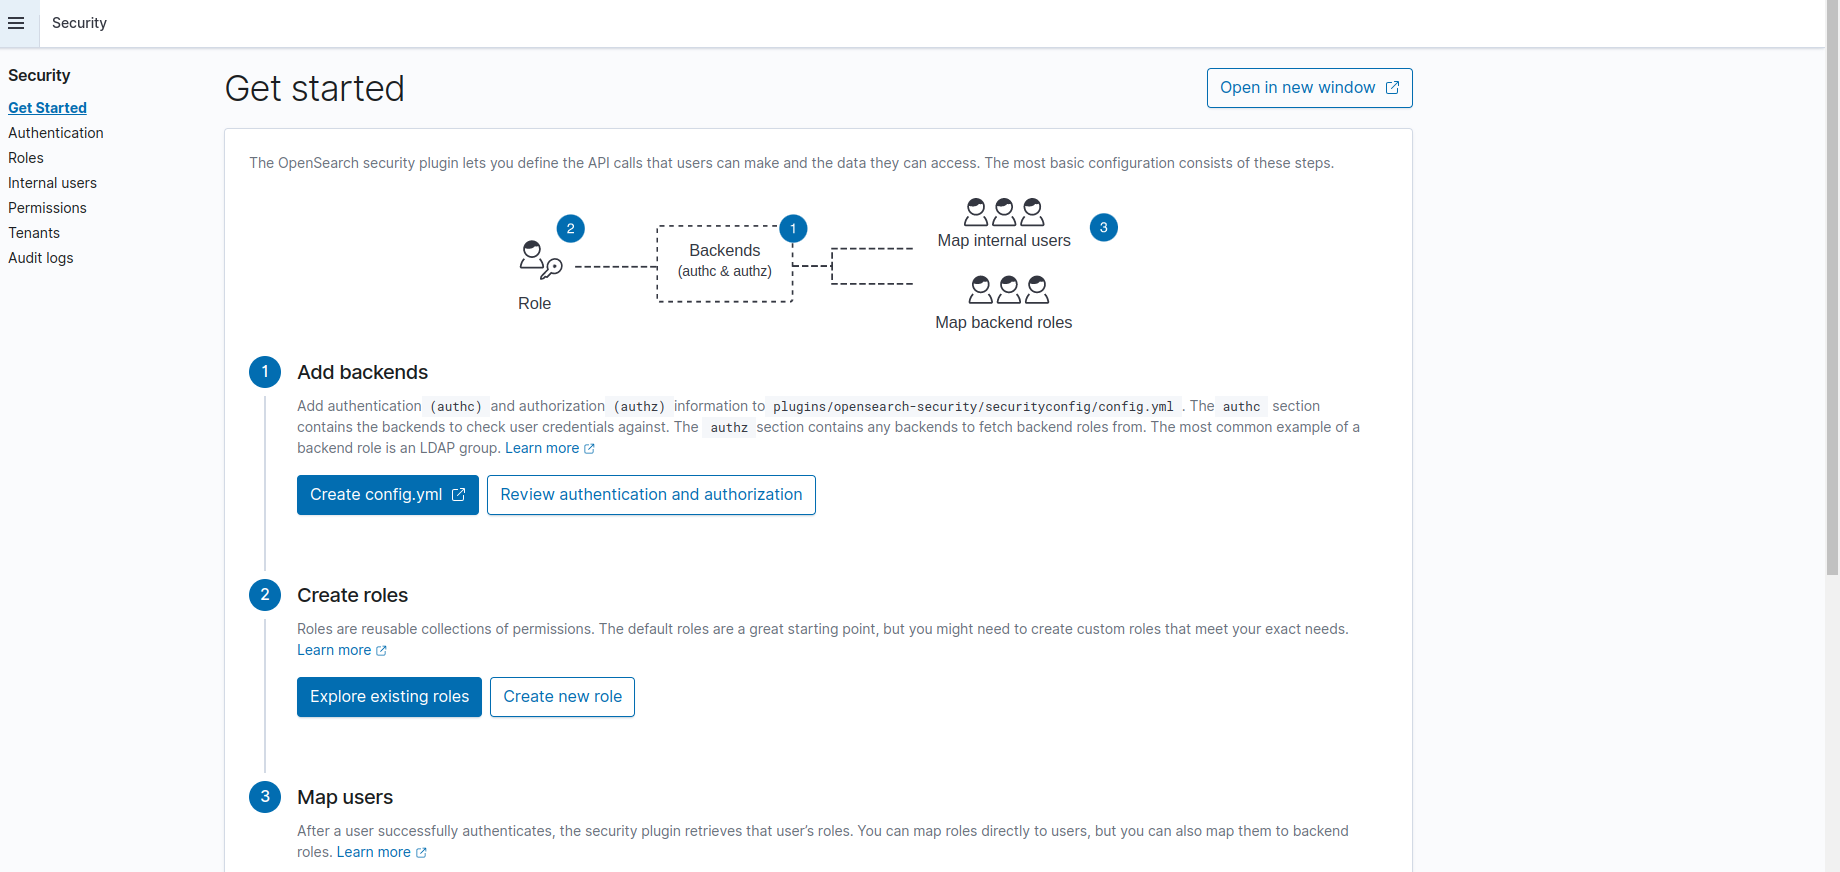 Security
Security
Get Started
Authentication
Roles
Internal users
Permissions
Tenants
Audit logs
Get started
Open in new window
The OpenSearch security plugin lets you define the API calls that users can make and the data they can access. The most basic configuration consists of these steps.
2
Role
1
Backends
(authc & authz)
Map internal users
3
Map backend roles
1
Add backends
Add authentication (authc) and authorization (authz) information to plugins/opensearch-security/securityconfig/config.yml . The authc section
contains the backends to check user credentials against. The authz section contains any backends to fetch backend roles from. The most common example of a
backend role is an LDAP group. Learn more
Create config.yml
Review authentication and authorization
2
Create roles
Roles are reusable collections of permissions. The default roles are a great starting point, but you might need to create custom roles that meet your exact needs.
Learn more
Explore existing roles
Create new role
3
Map users
After a user successfully authenticates, the security plugin retrieves that user’s roles. You can map roles directly to users, but you can also map them to backend
roles. Learn more